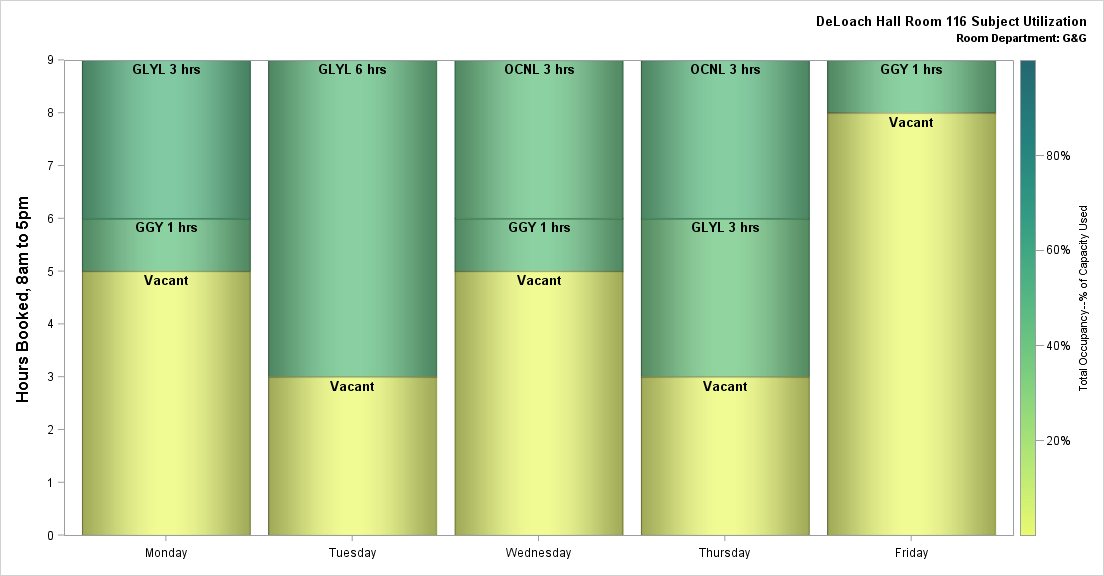 DeLoach Hall Room 116 Subject Utilization
Room Department: G&G
Hours Booked, 8am to 5pm
9
8
7
6
5
4
3
2
1
0
GLYL 3 hrs
GGY 1 hrs
Vacant
GLYL 6 hrs
Vacant
OCNL 3 hrs
GGY 1 hrs
Vacant
OCNL 3 hrs
GLYL 3 hrs
Vacant
GGY 1 hrs
Vacant
Monday
Tuesday
Wednesday
Thursday
Friday
80%
60%
40%
20%
Total Occupancy--% of Capacity Used